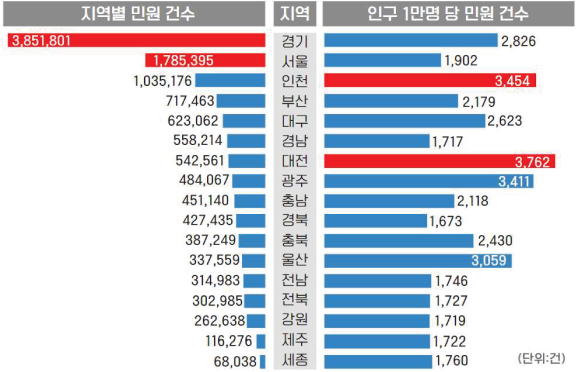 지역별 민원 건수 지역 인구 1만명 당 민원 건수
3,851,801 경기 2,826
1,785,395 서울 1,902
1,035,176 인천 3,454
717,463 부산 2,179
623,062 대구 2,623
558,214 경남 1,717
542,561 대전 3,762
484,067 광주 3,411
451,140 충남 2,118
427,435 경북 1,673
387,249 충북 2,430
337,559 울산 3,059
314,983 전남 1,746
302,985 전북 1,727
262,638 강원 1,719
116,276 제주 1,722
68,038 세종 1,760
(단위:건)